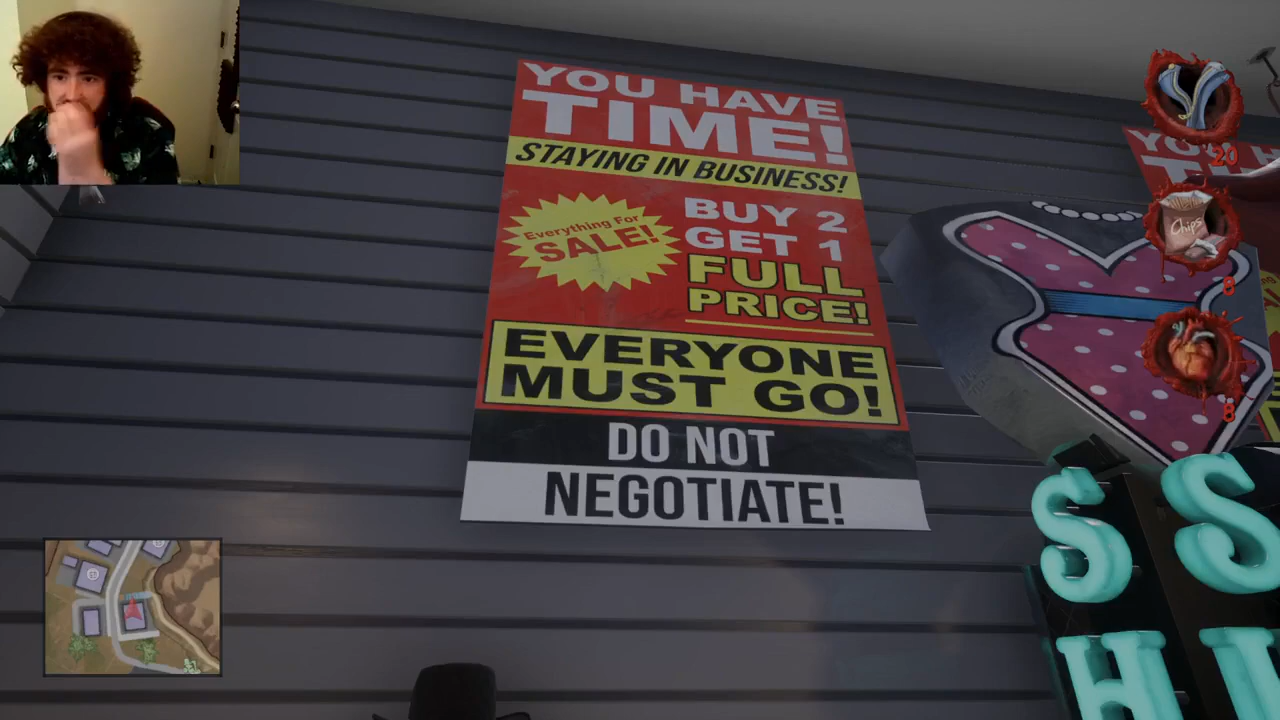 YOU HAVE
TIME!
STAYING IN BUSINESS!
Everything For
SALE!
BUY 2
GET 1
FULL
PRICE!
EVERYONE
MUST GO!
DO NOT
NEGOTIATE!
20
Chips
8
8
S S
H